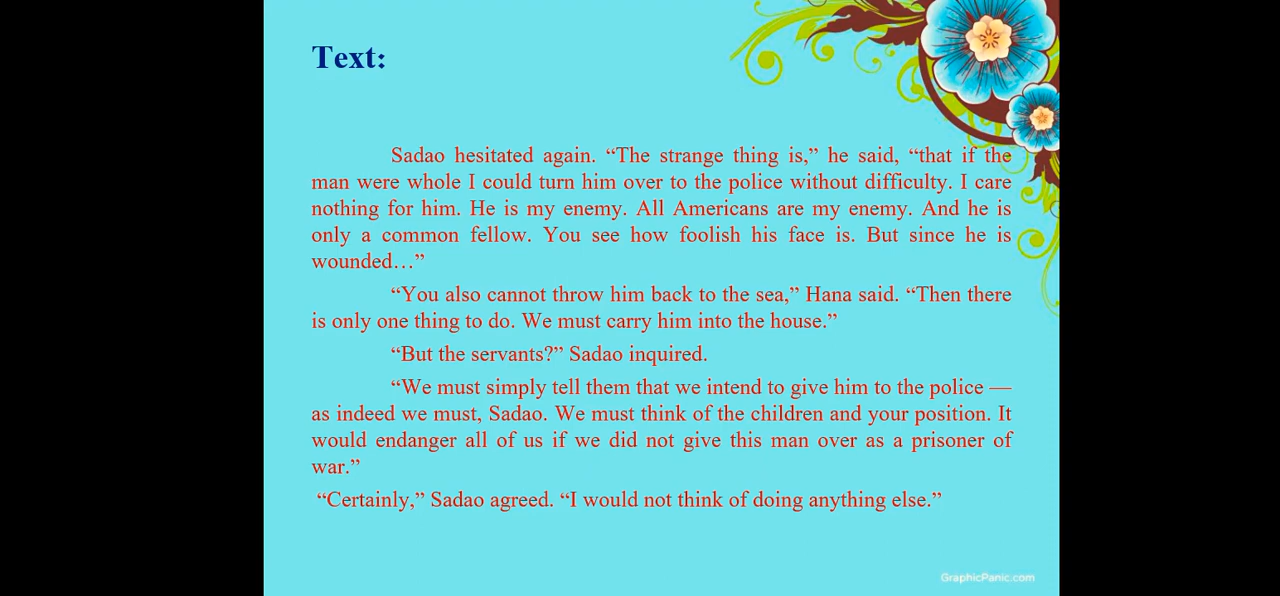 Text:
Sadao hesitated again. “The strange thing is,” he said, “that if the
man were whole I could turn him over to the police without difficulty. I care
nothing for him. He is my enemy. All Americans are my enemy. And he is
only a common fellow. You see how foolish his face is. But since he is
wounded…”
“You also cannot throw him back to the sea,” Hana said. “Then there
is only one thing to do. We must carry him into the house.”
“But the servants?” Sadao inquired.
“We must simply tell them that we intend to give him to the police —
as indeed we must, Sadao. We must think of the children and your position. It
would endanger all of us if we did not give this man over as a prisoner of
war.”
“Certainly,” Sadao agreed. “I would not think of doing anything else.”
GraphicPanic.com